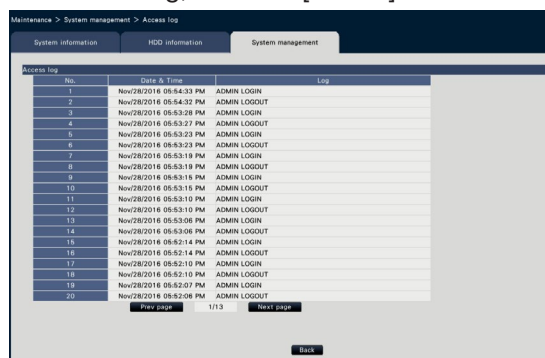 Maintenance > System management > Access log
System information HDD information System management
Access log
No. Date & Time Log
1 Nov/28/2016 05:54:33 PM ADMIN LOGIN
2 Nov/28/2016 05:54:32 PM ADMIN LOGOUT
3 Nov/28/2016 05:53:28 PM ADMIN LOGIN
4 Nov/28/2016 05:53:27 PM ADMIN LOGOUT
5 Nov/28/2016 05:53:23 PM ADMIN LOGIN
6 Nov/28/2016 05:53:23 PM ADMIN LOGOUT
7 Nov/28/2016 05:53:19 PM ADMIN LOGIN
8 Nov/28/2016 05:53:19 PM ADMIN LOGOUT
9 Nov/28/2016 05:53:15 PM ADMIN LOGIN
10 Nov/28/2016 05:53:15 PM ADMIN LOGOUT
11 Nov/28/2016 05:53:10 PM ADMIN LOGIN
12 Nov/28/2016 05:53:10 PM ADMIN LOGOUT
13 Nov/28/2016 05:53:06 PM ADMIN LOGIN
14 Nov/28/2016 05:53:06 PM ADMIN LOGOUT
15 Nov/28/2016 05:52:14 PM ADMIN LOGIN
16 Nov/28/2016 05:52:14 PM ADMIN LOGOUT
17 Nov/28/2016 05:52:10 PM ADMIN LOGIN
18 Nov/28/2016 05:52:10 PM ADMIN LOGOUT
19 Nov/28/2016 05:52:07 PM ADMIN LOGIN
20 Nov/28/2016 05:52:06 PM ADMIN LOGOUT
Prev page 1/13 Next page
Back